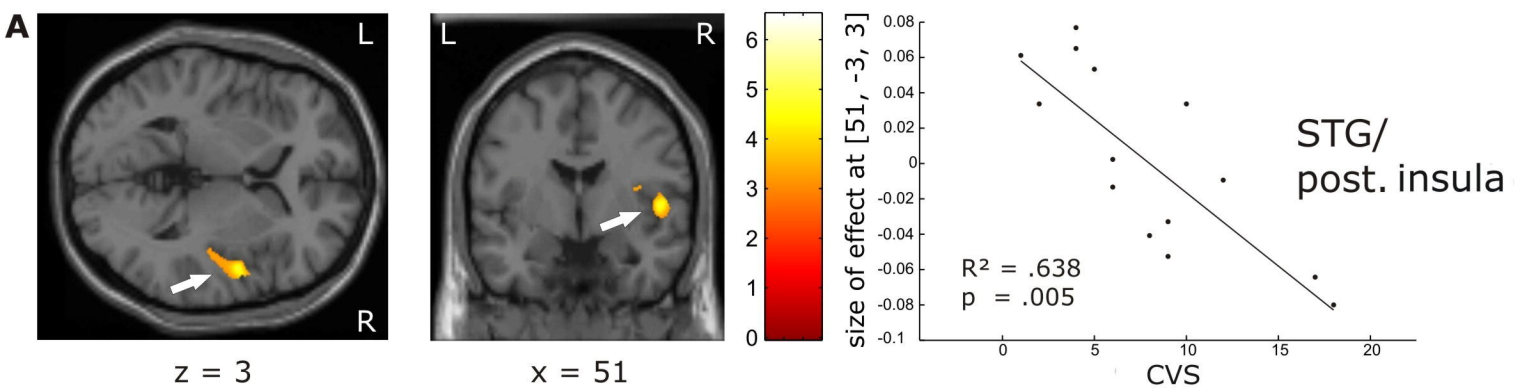 A
L
R
z = 3
L
R
x = 51
6
5
4
3
2
1
0
size of effect at [51, -3, 3]
0.08
0.06
0.04
0.02
0
-0.02
-0.04
-0.06
-0.08
-0.1
R² = .638
p = .005
STG/
post. insula
0 5 10 15 20
CVS